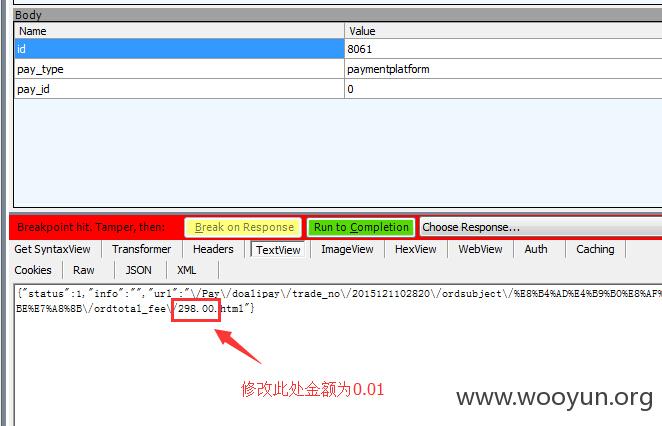 Body
Name Value
id 8061
pay_type paymentplatform
pay_id 0
Breakpoint hit. Tamper, then: Break on Response Run to Completion Choose Response...
Get SyntaxView Transformer Headers TextView ImageView HexView WebView Auth Caching
Cookies Raw JSON XML
{"status":1,"info":"","url":"\/Pay\/doalipay\/trade_no\/2015121102820\/ordsubject\/%E8%B4%AD%E4%B9%B0%E8%AF%
BE%E7%A8%8B\/ordtotal_fee\/298.00.html"}
修改此处金额为0.01
www.wooyun.org